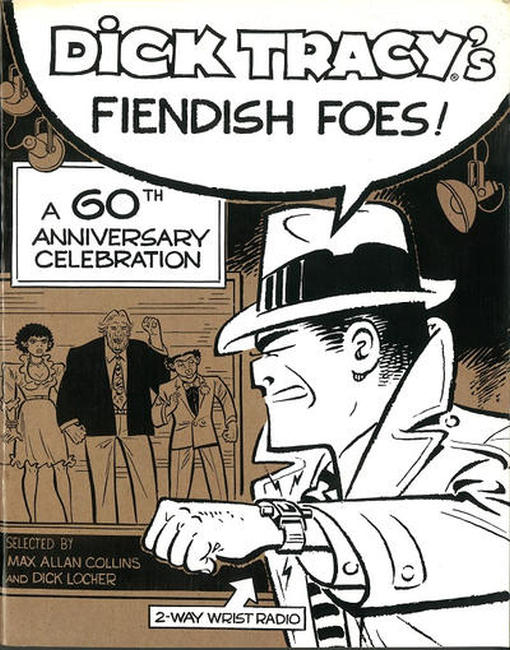 DiCK TRACY's
FIENDISH FOES!
A 60TH
ANNIVERSARY
CELEBRATION
SELECTED BY
MAX ALLAN COLLINS
AND DICK LOCHER
2-WAY WRIST RADIO